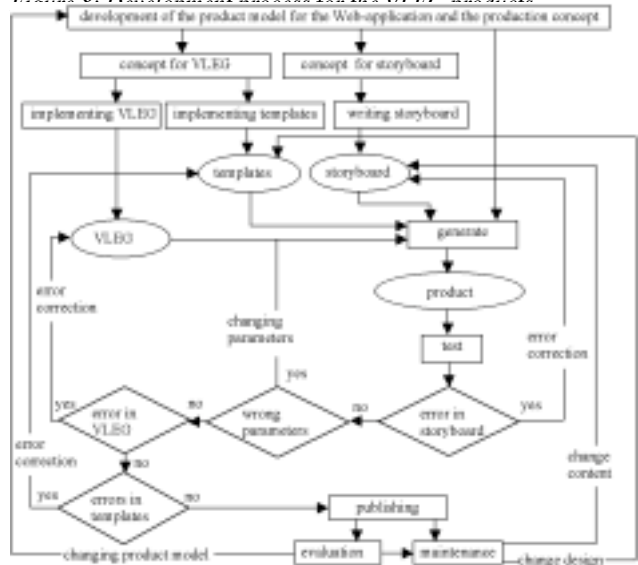 development of the product model for the Web-application and the production concept
concept for VLEG
concept for storyboard
implementing VLEG
implementing templates
writing storyboard
templates
storyboard
VLEG
generate
error
correction
product
changing
parameters
test
error
correction
yes
yes
error in
VLEG
no
wrong
parameters
no
error in
storyboard
yes
error
correction
no
change
content
yes
errors in
templates
no
publishing
changing product model
evaluation
maintenance
change design